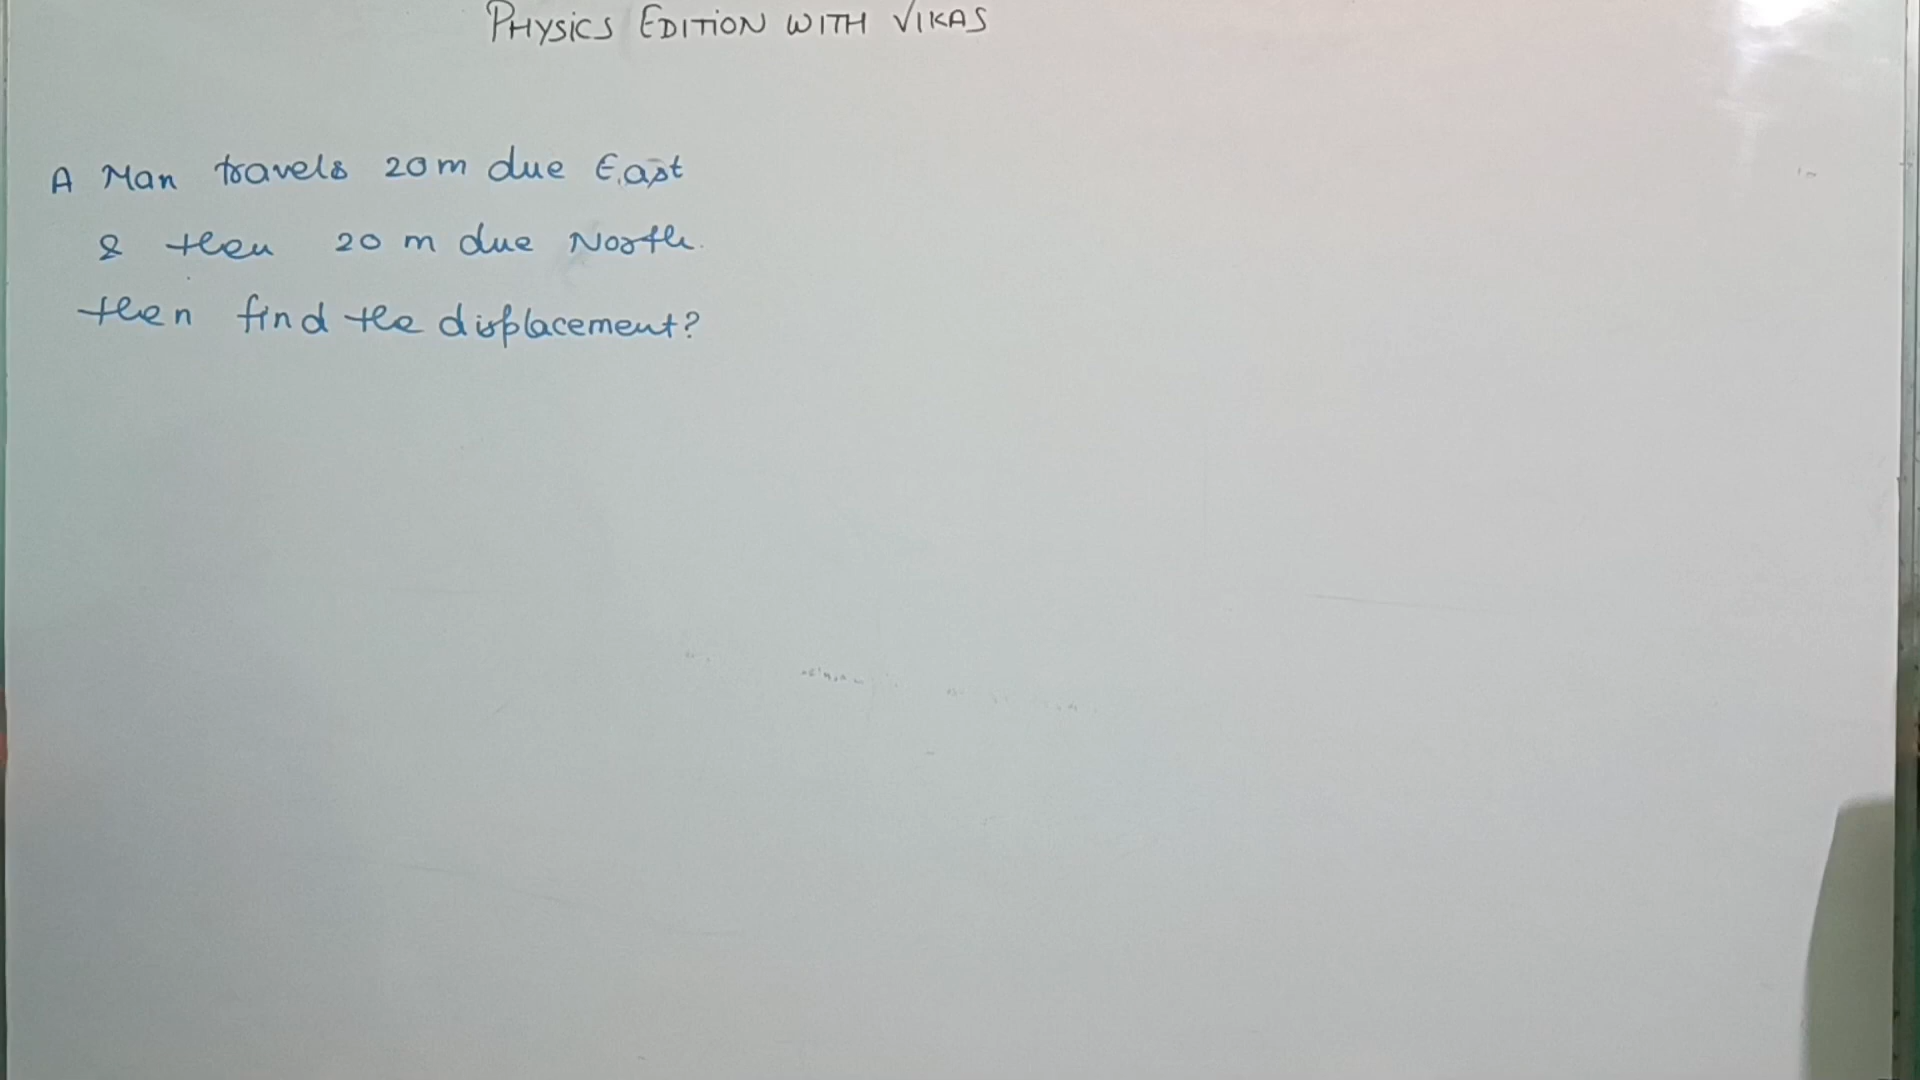 PHYSICS EDITION WITH VIKAS
A Man travels 20m due East
& then 20 m due North.
then find the displacement?